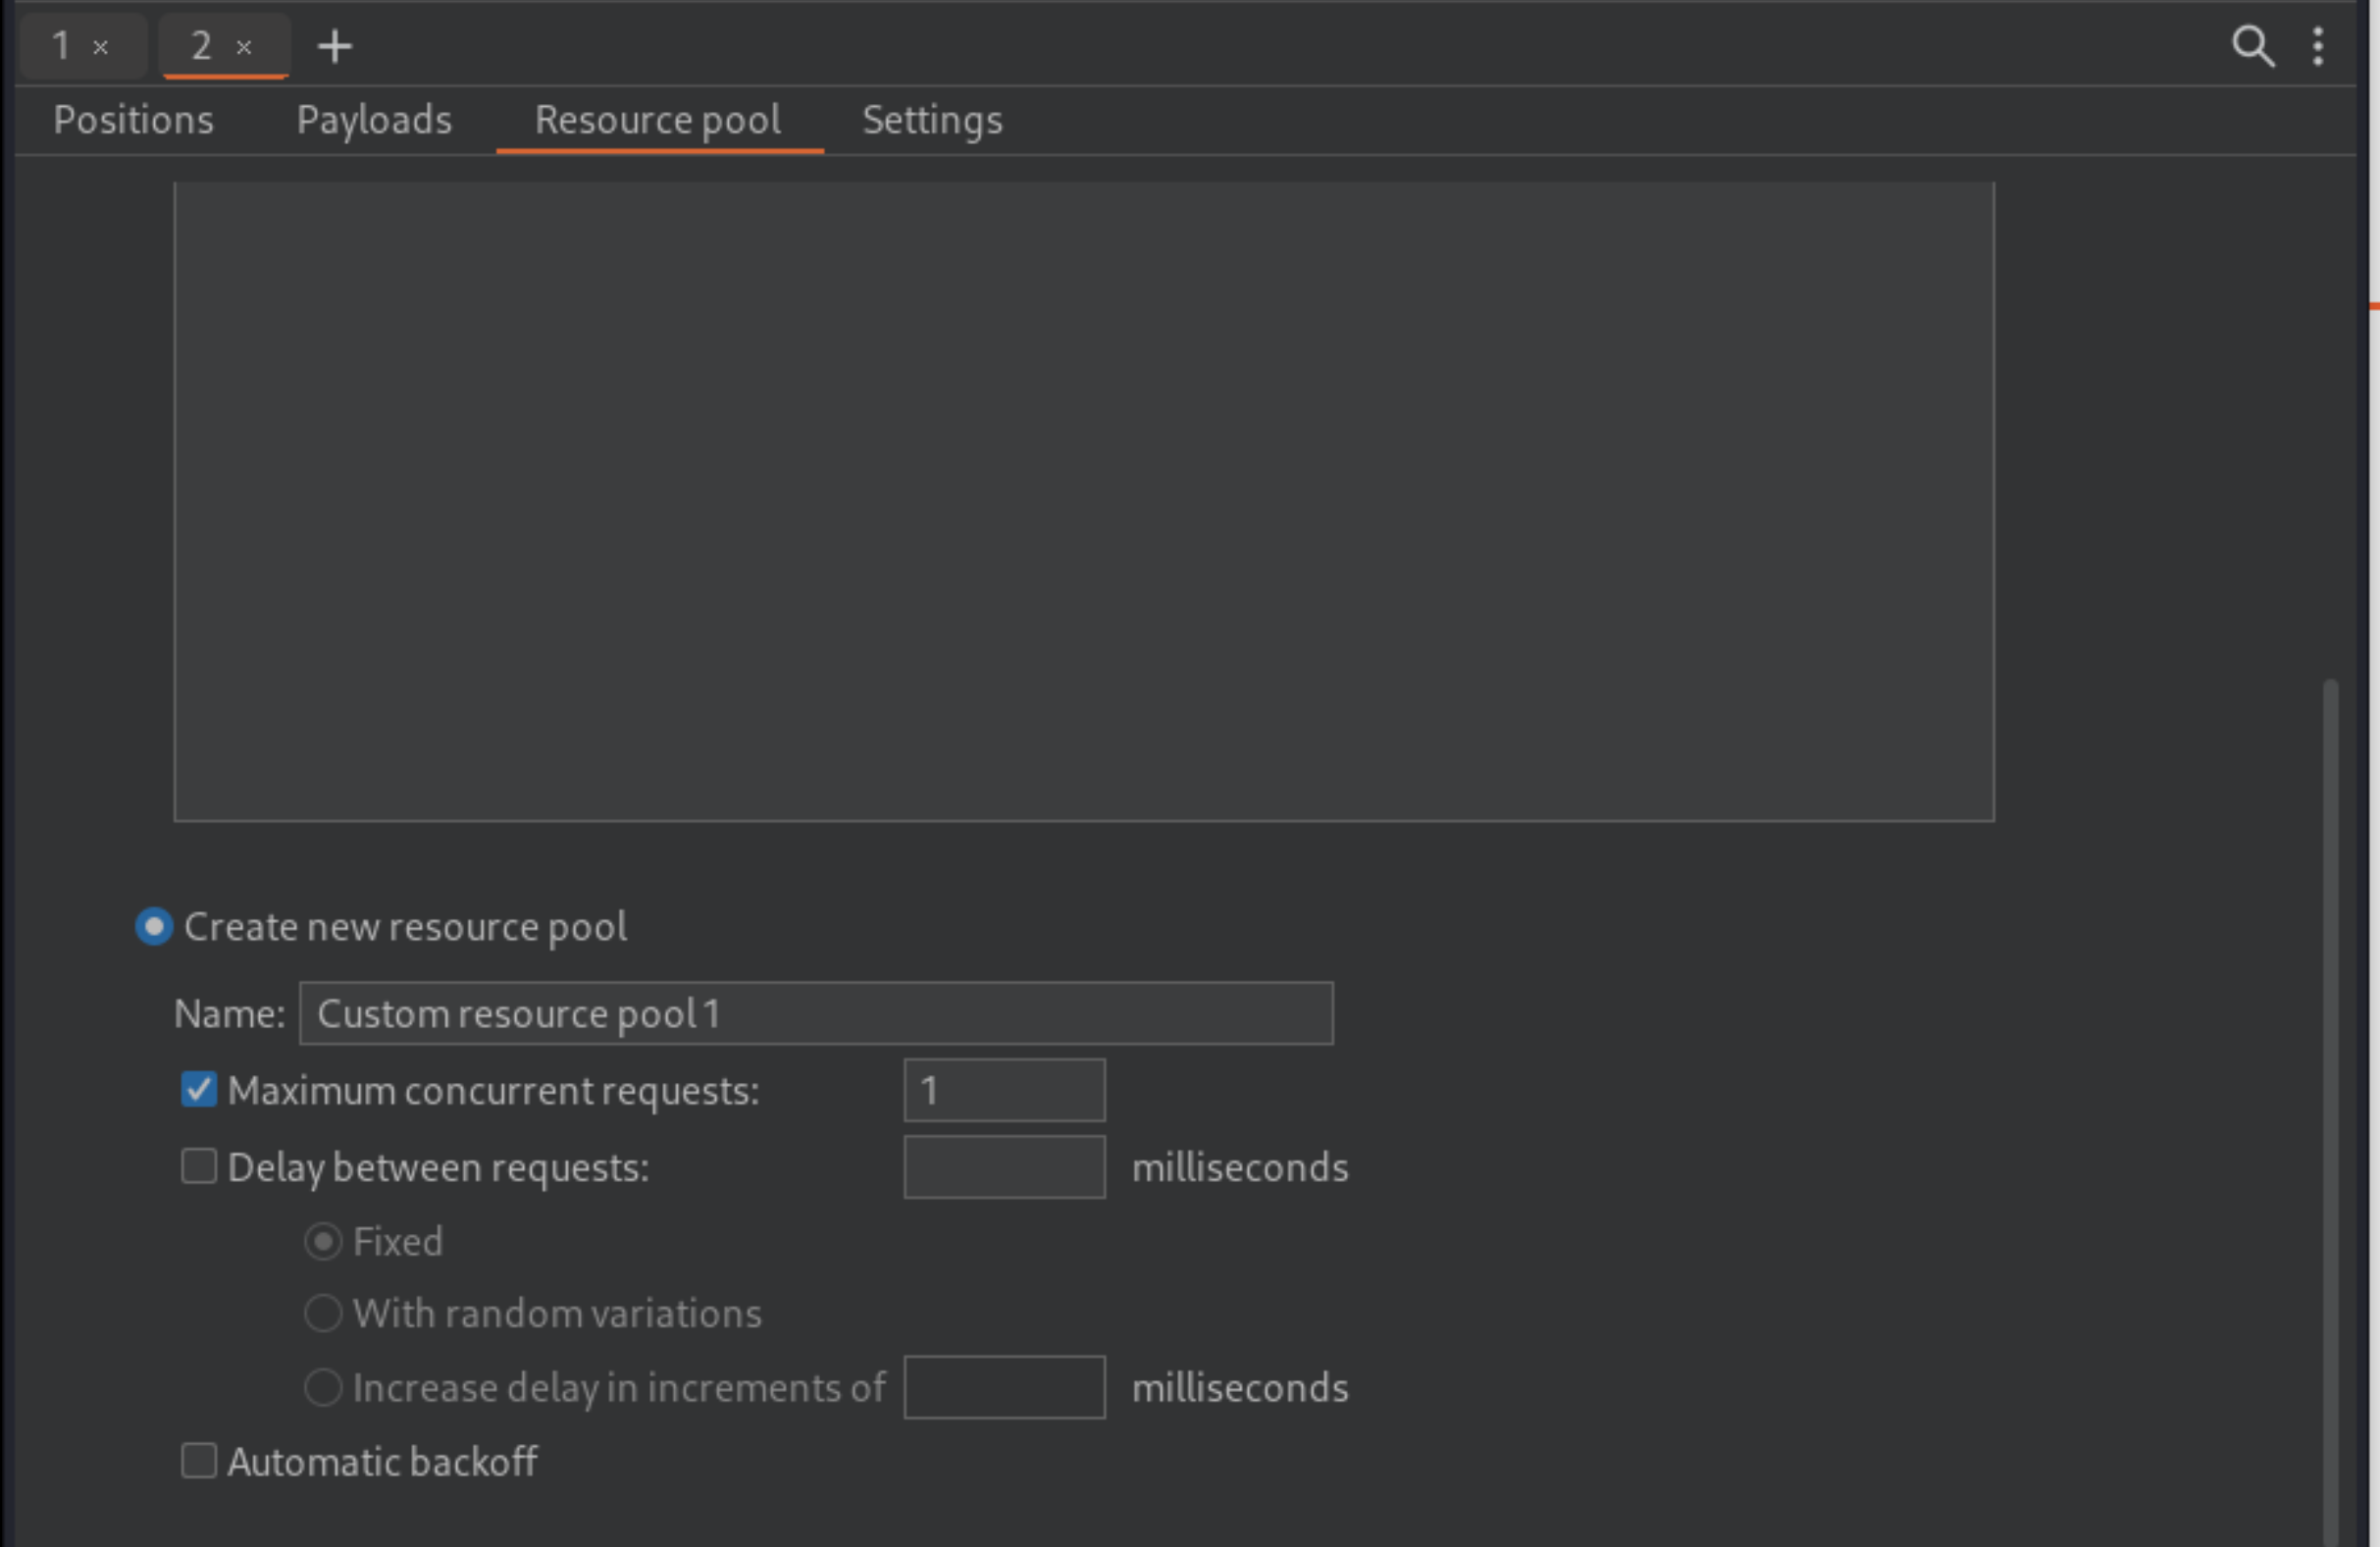 1 × 2 × +
Positions Payloads Resource pool Settings
Create new resource pool
Name: Custom resource pool 1
Maximum concurrent requests: 1
Delay between requests: milliseconds
Fixed
With random variations
Increase delay in increments of milliseconds
Automatic backoff